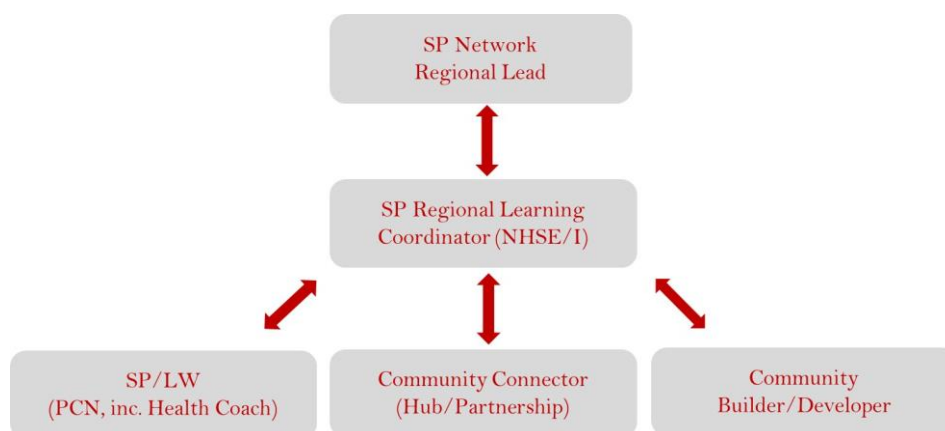 SP Network
Regional Lead
SP Regional Learning
Coordinator (NHSE/I)
SP/LW
(PCN, inc. Health Coach)
Community Connector
(Hub/Partnership)
Community
Builder/Developer